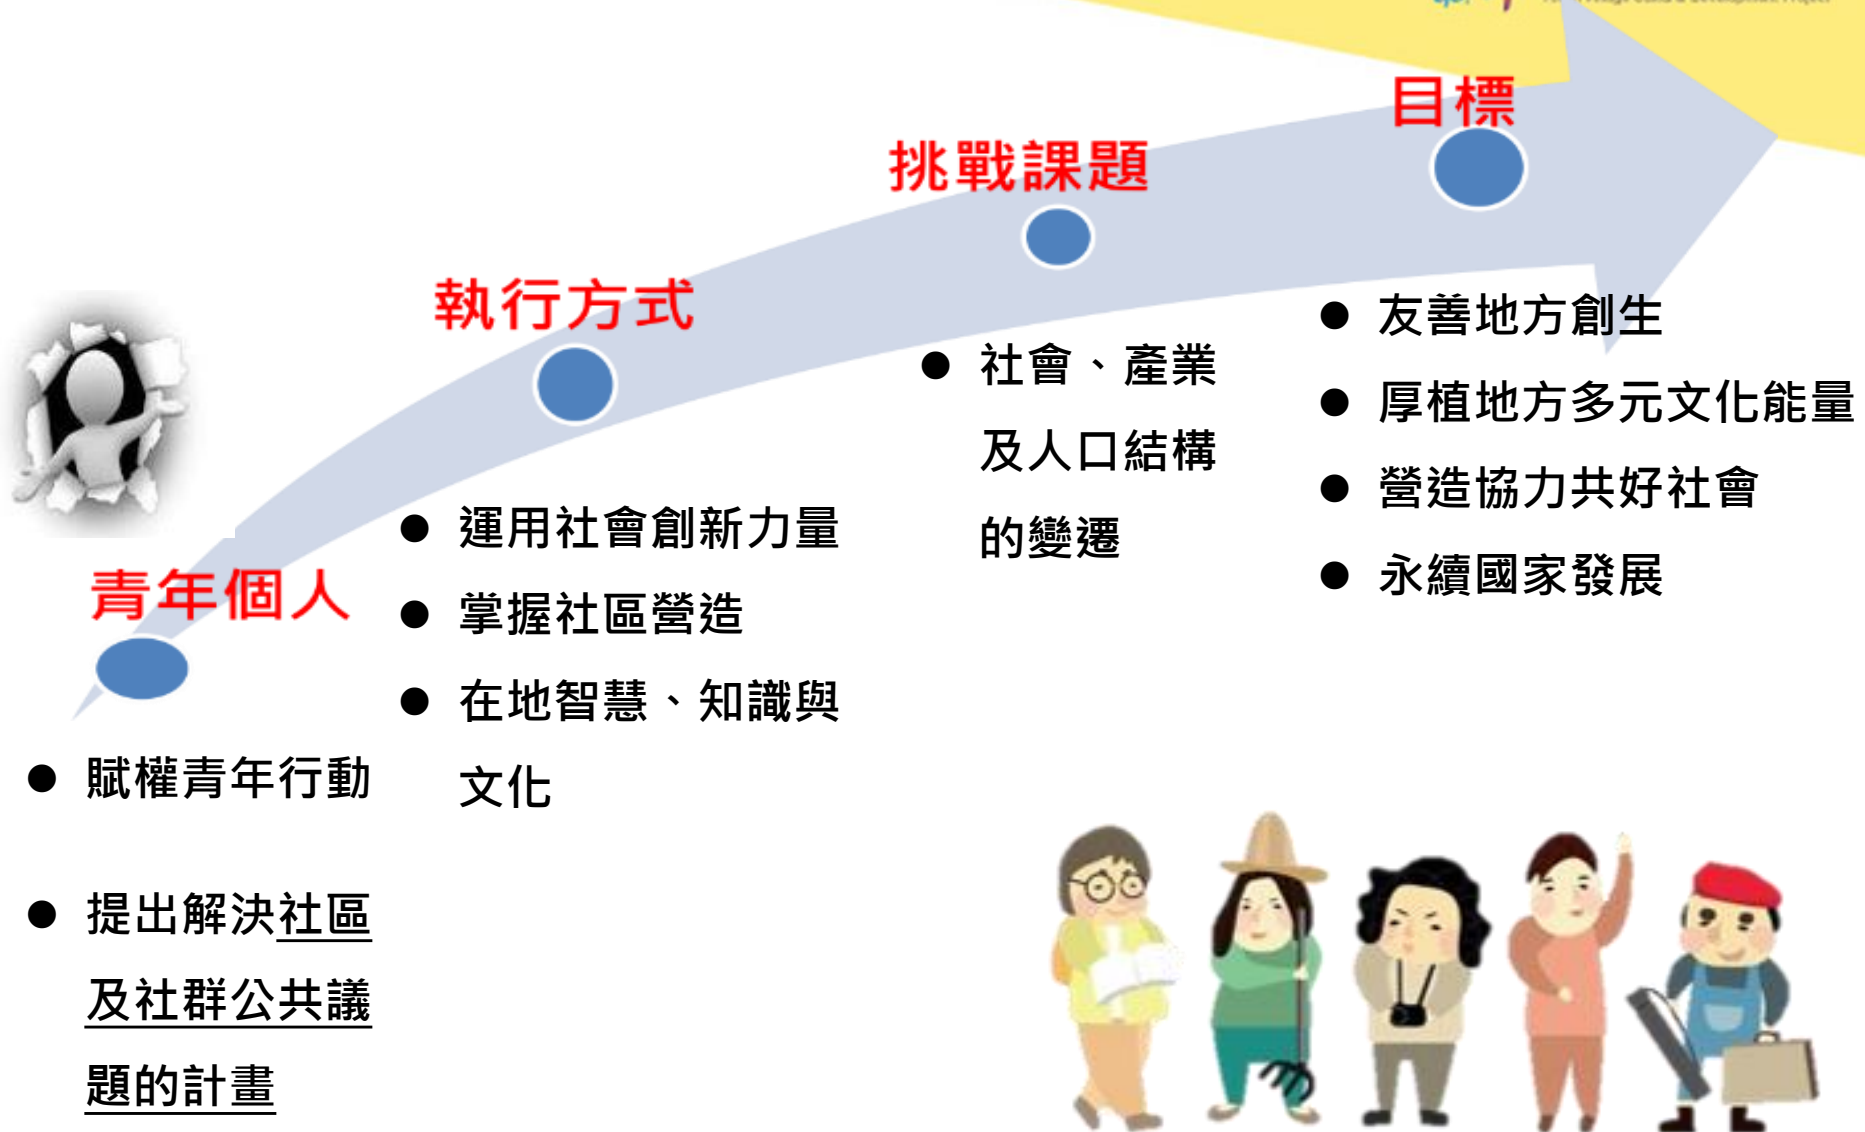 目標
挑戰課題
執行方式
青年個人
● 賦權青年行動
● 提出解決社區
及社群公共議
題的計畫
● 運用社會創新力量
● 掌握社區營造
● 在地智慧、知識與
文化
● 社會、產業
及人口結構
的變遷
● 友善地方創生
● 厚植地方多元文化能量
● 營造協力共好社會
● 永續國家發展